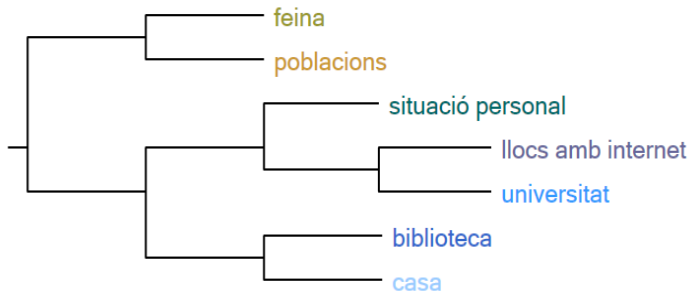 feina
poblacions
situació personal
llocs amb internet
universitat
biblioteca
casa